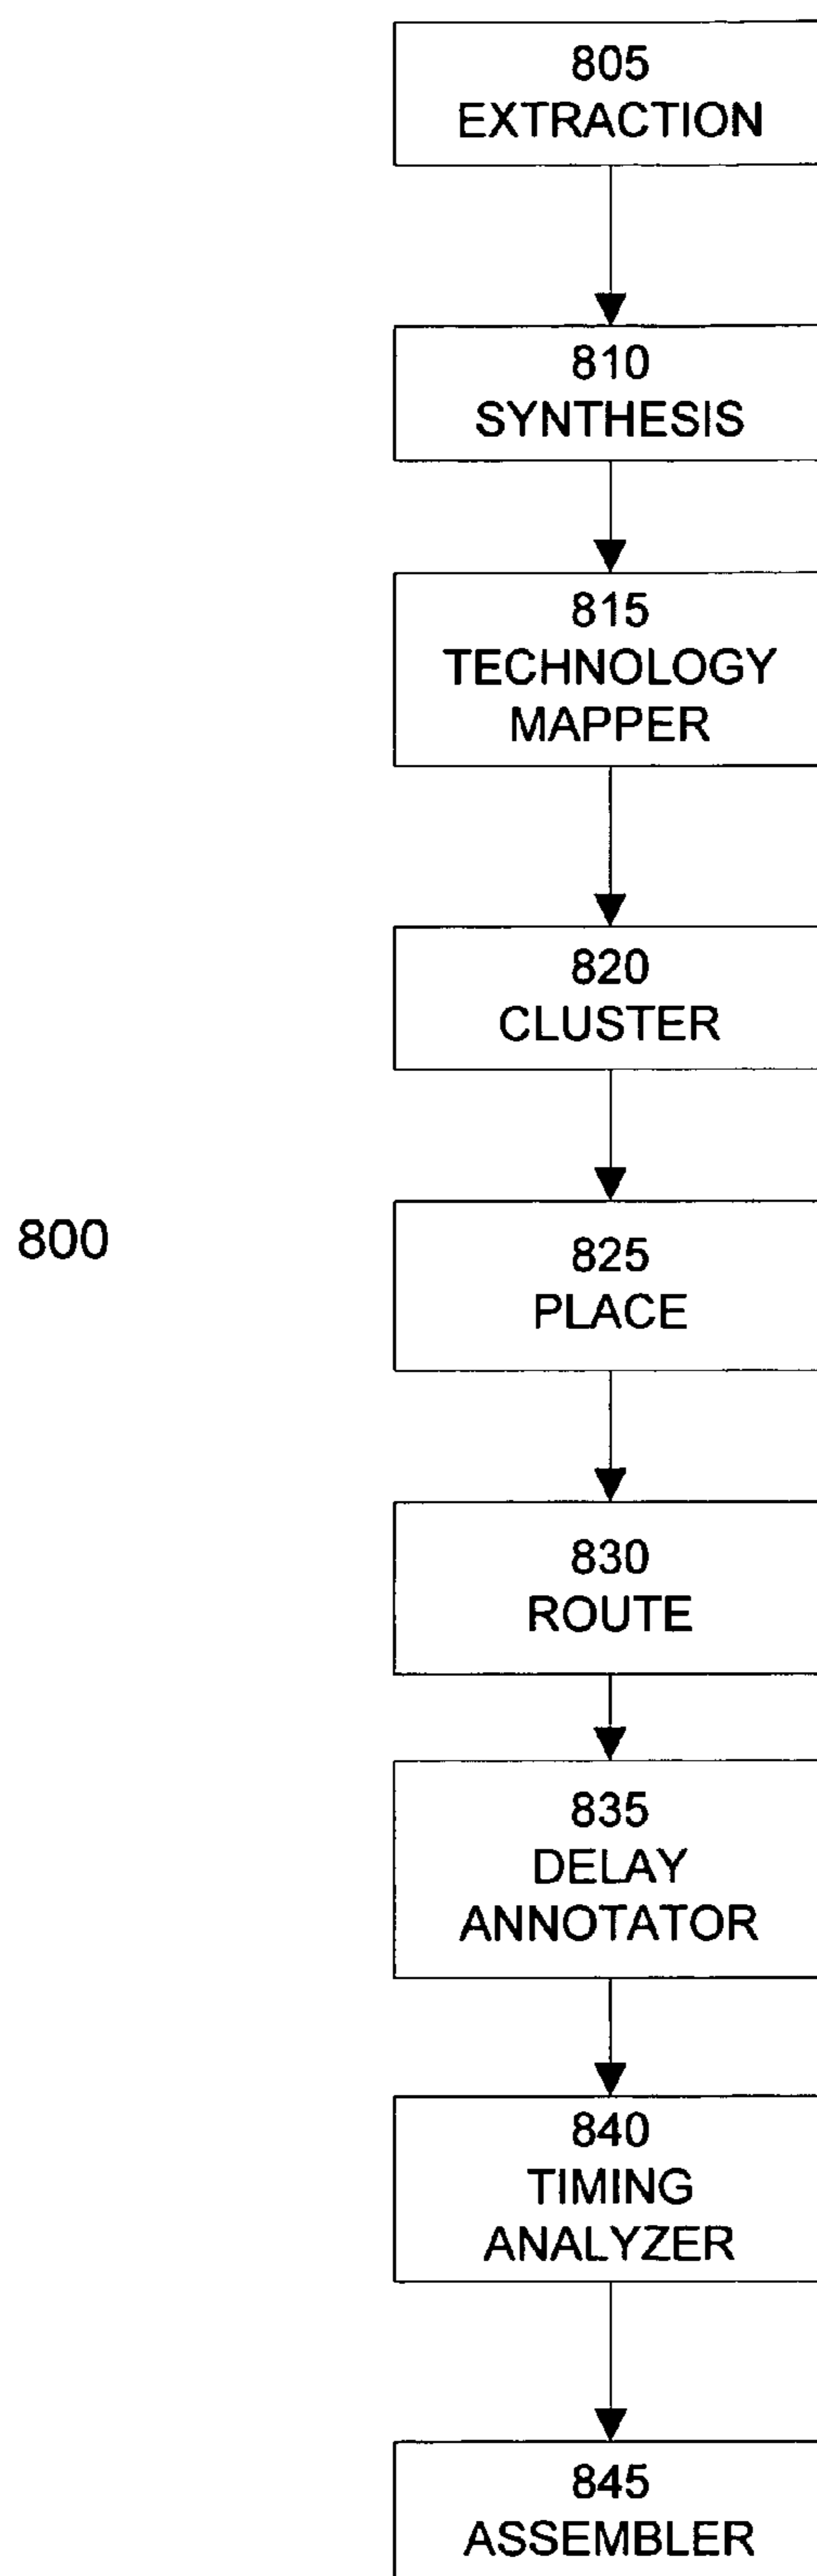 805
EXTRACTION
810
SYNTHESIS
815
TECHNOLOGY
MAPPER
820
CLUSTER
800
825
PLACE
830
ROUTE
835
DELAY
ANNOTATOR
840
TIMING
ANALYZER
845
ASSEMBLER